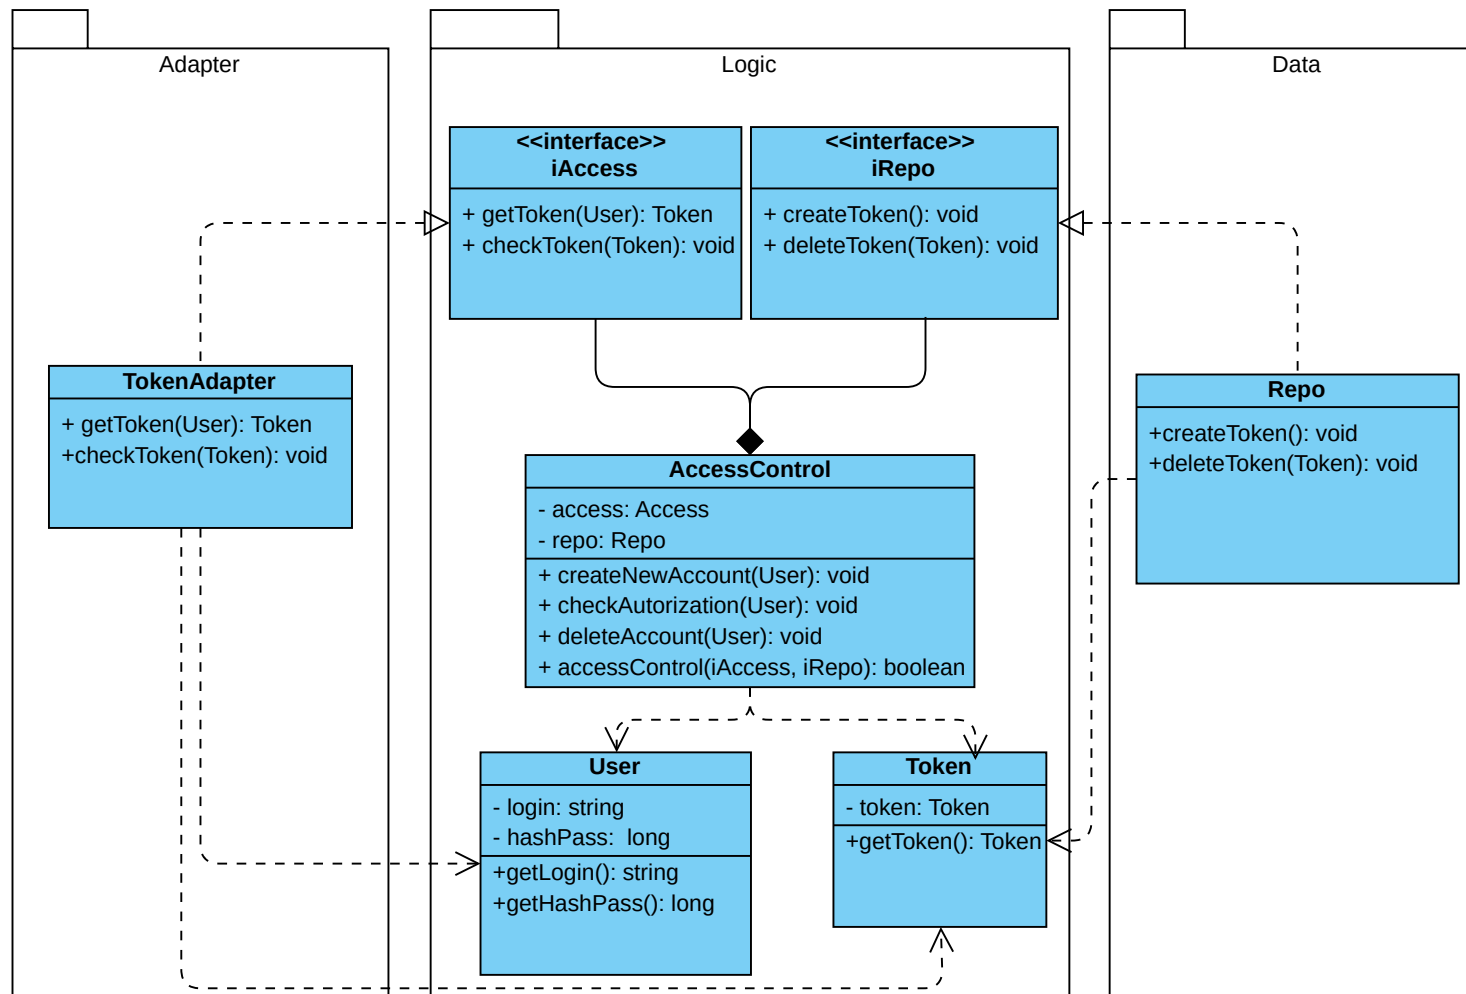 Adapter
Logic
Data
<<interface>>
iAccess
+ getToken(User): Token
+ checkToken(Token): void
<<interface>>
iRepo
+ createToken(): void
+ deleteToken(Token): void
TokenAdapter
+ getToken(User): Token
+checkToken(Token): void
Repo
+createToken(): void
+deleteToken(Token): void
AccessControl
- access: Access
- repo: Repo
+ createNewAccount(User): void
+ checkAutorization(User): void
+ deleteAccount(User): void
+ accessControl(iAccess, iRepo): boolean
User
- login: string
- hashPass:  long
+getLogin(): string
+getHashPass(): long
Token
- token: Token
+getToken(): Token